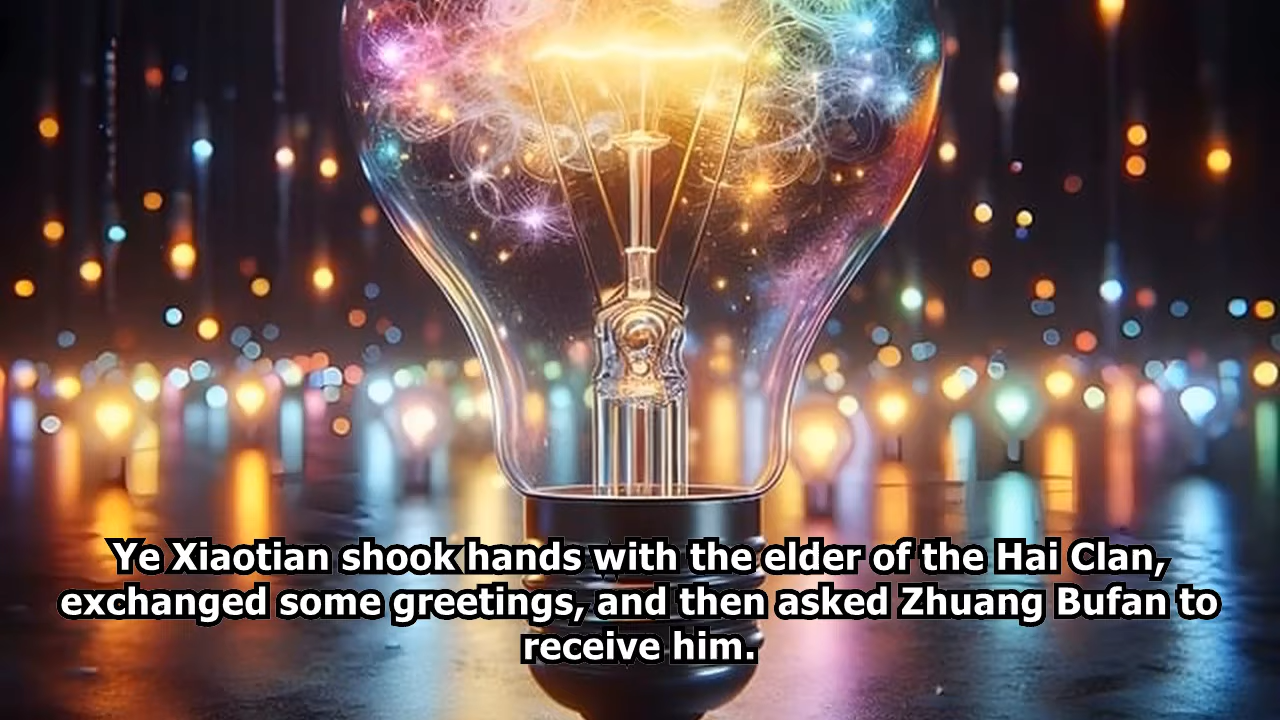 Ye Xiaotian shook hands with the elder of the Hai Clan,
exchanged some greetings, and then asked Zhuang Bufan to
receive him.